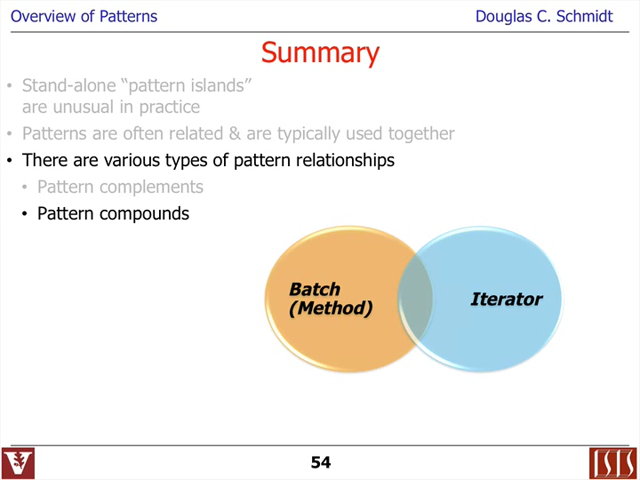 Overview of Patterns
Douglas C. Schmidt
Summary
• Stand-alone “pattern islands”
are unusual in practice
• Patterns are often related & are typically used together
• There are various types of pattern relationships
• Pattern complements
• Pattern compounds
Batch
(Method)
Iterator
V
54
ISIS